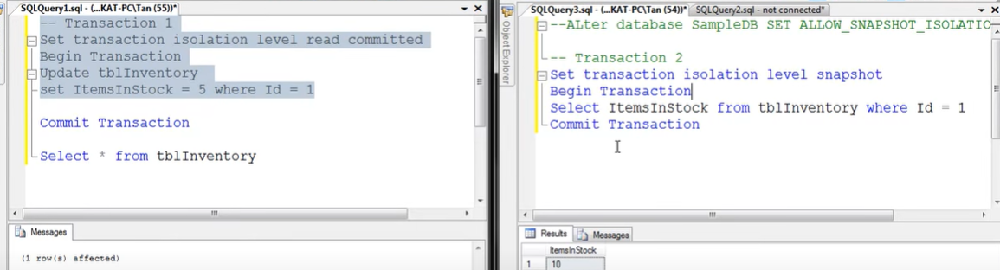 SQLQuery1.sql - (...KAT-PC\Tan (55))*
-- Transaction 1
Set transaction isolation level read committed
Begin Transaction
Update tblInventory
set ItemsInStock = 5 where Id = 1
Commit Transaction
Select * from tblInventory
Messages
(1 row(s) affected)
Object Explorer
SQLQuery3.sql - (...KAT-PC\Tan (54))*
SQLQuery2.sql - not connected*
--ALter database SampleDB SET ALLOW_SNAPSHOT_ISOLATIO
-- Transaction 2
Set transaction isolation level snapshot
Begin Transaction
Select ItemsInStock from tblInventory where Id = 1
Commit Transaction
Results
Messages
ItemsInStock
1 10